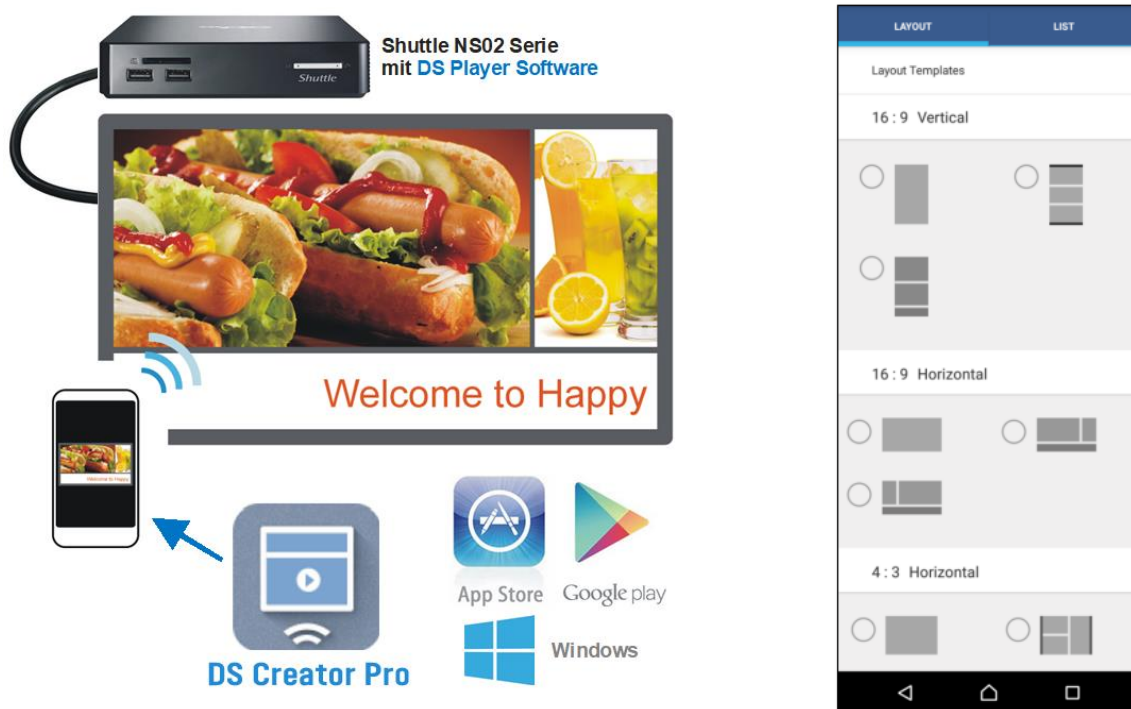 Shuttle NS02 Serie
mit DS Player Software
Shuttle
Welcome to Happy
Welcome to Happy
App Store
Google play
Windows
DS Creator Pro
LAYOUT
LIST
Layout Templates
16 : 9 Vertical
16 : 9 Horizontal
4 : 3 Horizontal